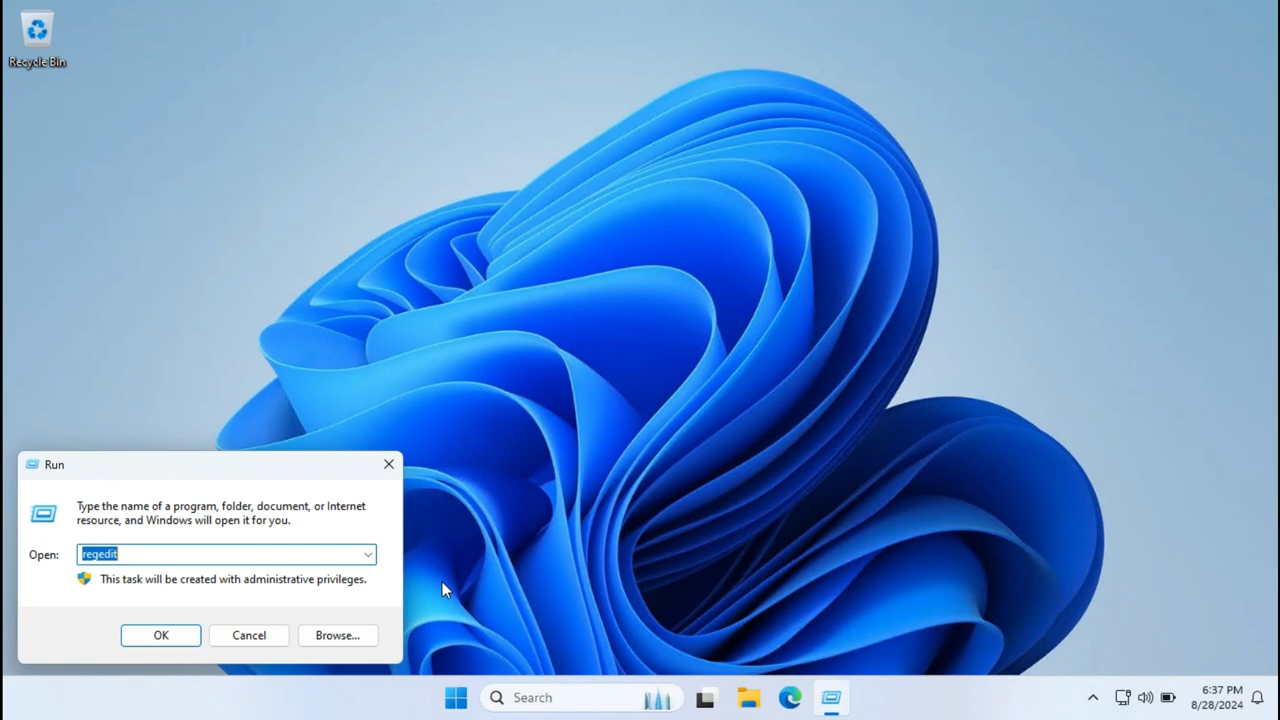 Recycle Bin
Run
Type the name of a program, folder, document, or Internet
resource, and Windows will open it for you.
Open:
regedit
This task will be created with administrative privileges.
OK
Cancel
Browse...
Search
6:37 PM
8/28/2024